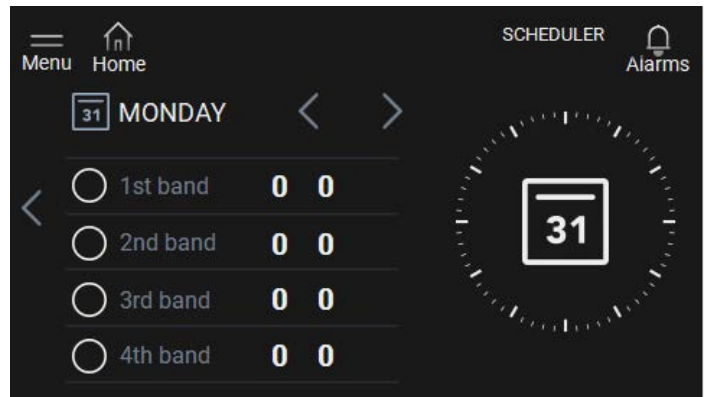 SCHEDULER
Menu Home Alarms
31 MONDAY
1st band 0 0
31
2nd band 0 0
3rd band 0 0
4th band 0 0